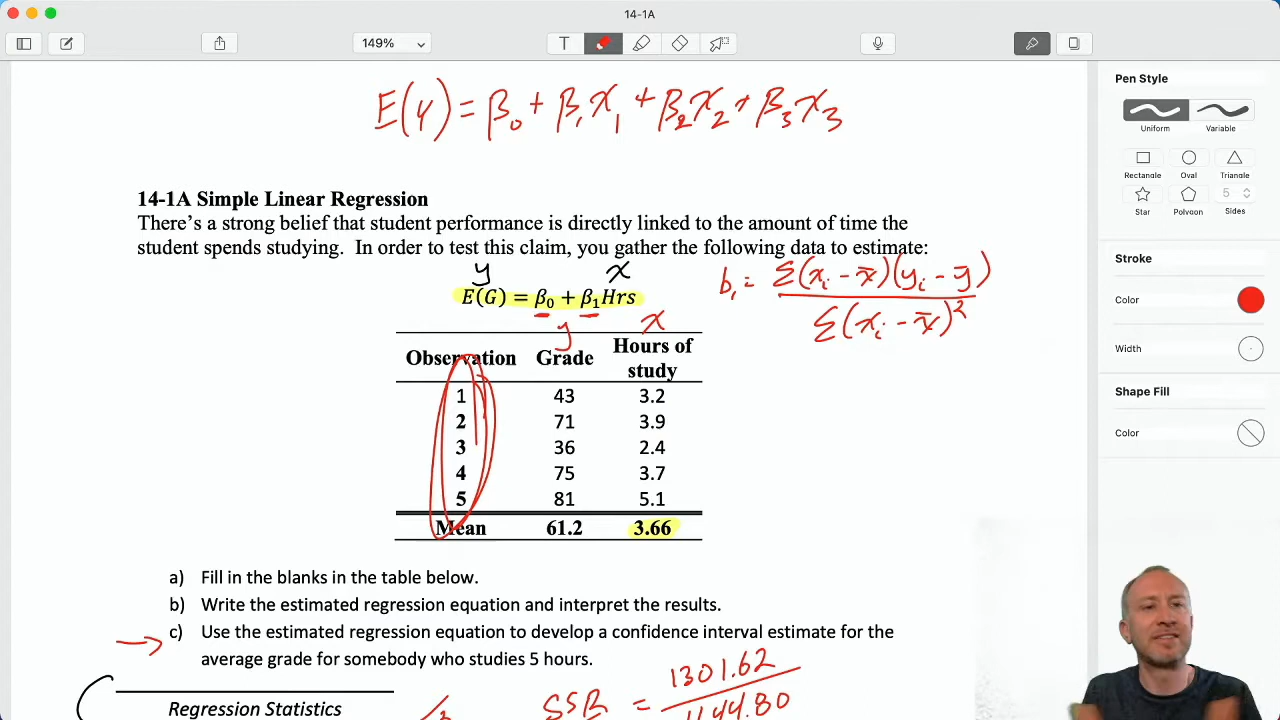 14-1A
149%
T
E(y) = β₀ + β₁x₁ + β₂x₂ + β₃x₃
Pen Style
Uniform Variable
Rectangle Oval Triangle
5
Star Polygon Sides
Stroke
Color
Width
Shape Fill
Color
14-1A Simple Linear Regression
There's a strong belief that student performance is directly linked to the amount of time the
student spends studying. In order to test this claim, you gather the following data to estimate:
y x
E(G) = β₀ + β₁Hrs
b₁ = Σ(xᵢ - x̄)(yᵢ - ȳ)
Σ(xᵢ - x̄)²
y x
Observation Grade Hours of study
1 43 3.2
2 71 3.9
3 36 2.4
4 75 3.7
5 81 5.1
Mean 61.2 3.66
a) Fill in the blanks in the table below.
b) Write the estimated regression equation and interpret the results.
c) Use the estimated regression equation to develop a confidence interval estimate for the
average grade for somebody who studies 5 hours.
Regression Statistics
SSR = 1301.62